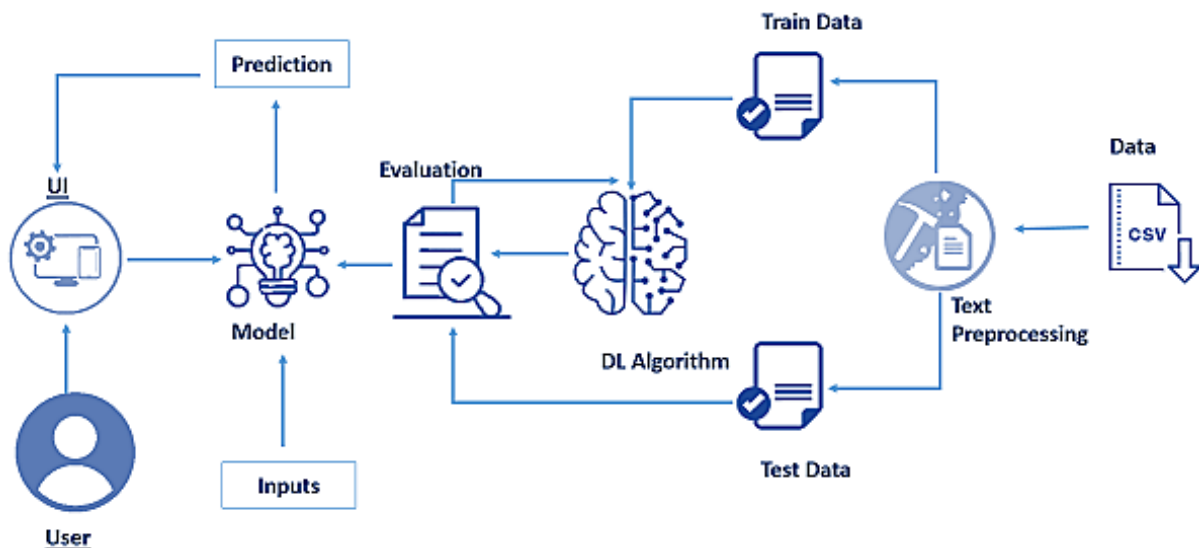 Train Data
Prediction
Data
Evaluation
UI
CSV
Model
Text
Preprocessing
DL Algorithm
Test Data
Inputs
User